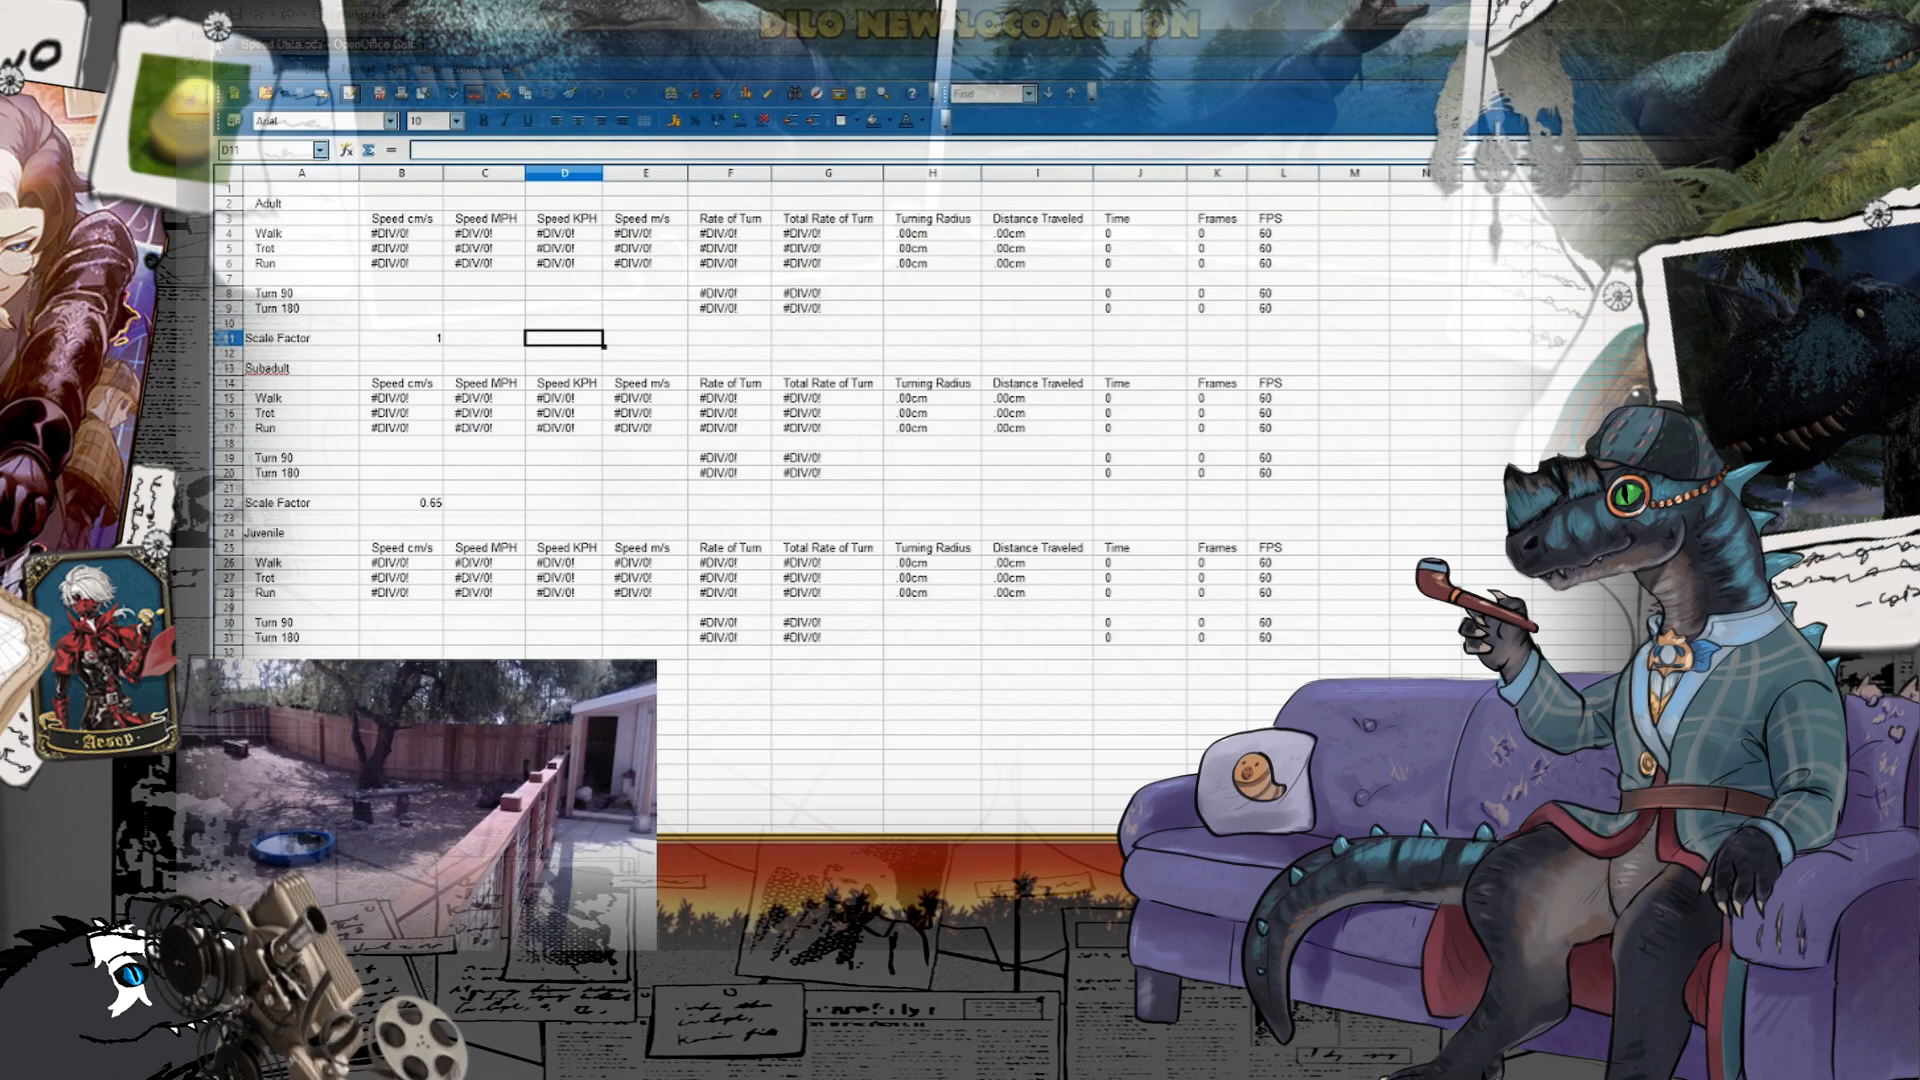 DILO NEW LOCOMOTION
Speed Data.ods - OpenOffice Calc
Find
Arial 10
D11
A B C D E F G H I J K L M N
1
2 Adult
3 Speed cm/s Speed MPH Speed KPH Speed m/s Rate of Turn Total Rate of Turn Turning Radius Distance Traveled Time Frames FPS
4 Walk #DIV/0! #DIV/0! #DIV/0! #DIV/0! #DIV/0! #DIV/0! .00cm .00cm 0 0 60
5 Trot #DIV/0! #DIV/0! #DIV/0! #DIV/0! #DIV/0! #DIV/0! .00cm .00cm 0 0 60
6 Run #DIV/0! #DIV/0! #DIV/0! #DIV/0! #DIV/0! #DIV/0! .00cm .00cm 0 0 60
7
8 Turn 90 #DIV/0! #DIV/0! 0 0 60
9 Turn 180 #DIV/0! #DIV/0! 0 0 60
10
11 Scale Factor 1
12
13 Subadult
14 Speed cm/s Speed MPH Speed KPH Speed m/s Rate of Turn Total Rate of Turn Turning Radius Distance Traveled Time Frames FPS
15 Walk #DIV/0! #DIV/0! #DIV/0! #DIV/0! #DIV/0! #DIV/0! .00cm .00cm 0 0 60
16 Trot #DIV/0! #DIV/0! #DIV/0! #DIV/0! #DIV/0! #DIV/0! .00cm .00cm 0 0 60
17 Run #DIV/0! #DIV/0! #DIV/0! #DIV/0! #DIV/0! #DIV/0! .00cm .00cm 0 0 60
18
19 Turn 90 #DIV/0! #DIV/0! 0 0 60
20 Turn 180 #DIV/0! #DIV/0! 0 0 60
21
22 Scale Factor 0.65
23
24 Juvenile
25 Speed cm/s Speed MPH Speed KPH Speed m/s Rate of Turn Total Rate of Turn Turning Radius Distance Traveled Time Frames FPS
26 Walk #DIV/0! #DIV/0! #DIV/0! #DIV/0! #DIV/0! #DIV/0! .00cm .00cm 0 0 60
27 Trot #DIV/0! #DIV/0! #DIV/0! #DIV/0! #DIV/0! #DIV/0! .00cm .00cm 0 0 60
28 Run #DIV/0! #DIV/0! #DIV/0! #DIV/0! #DIV/0! #DIV/0! .00cm .00cm 0 0 60
29
30 Turn 90 #DIV/0! #DIV/0! 0 0 60
31 Turn 180 #DIV/0! #DIV/0! 0 0 60
32
Aesop